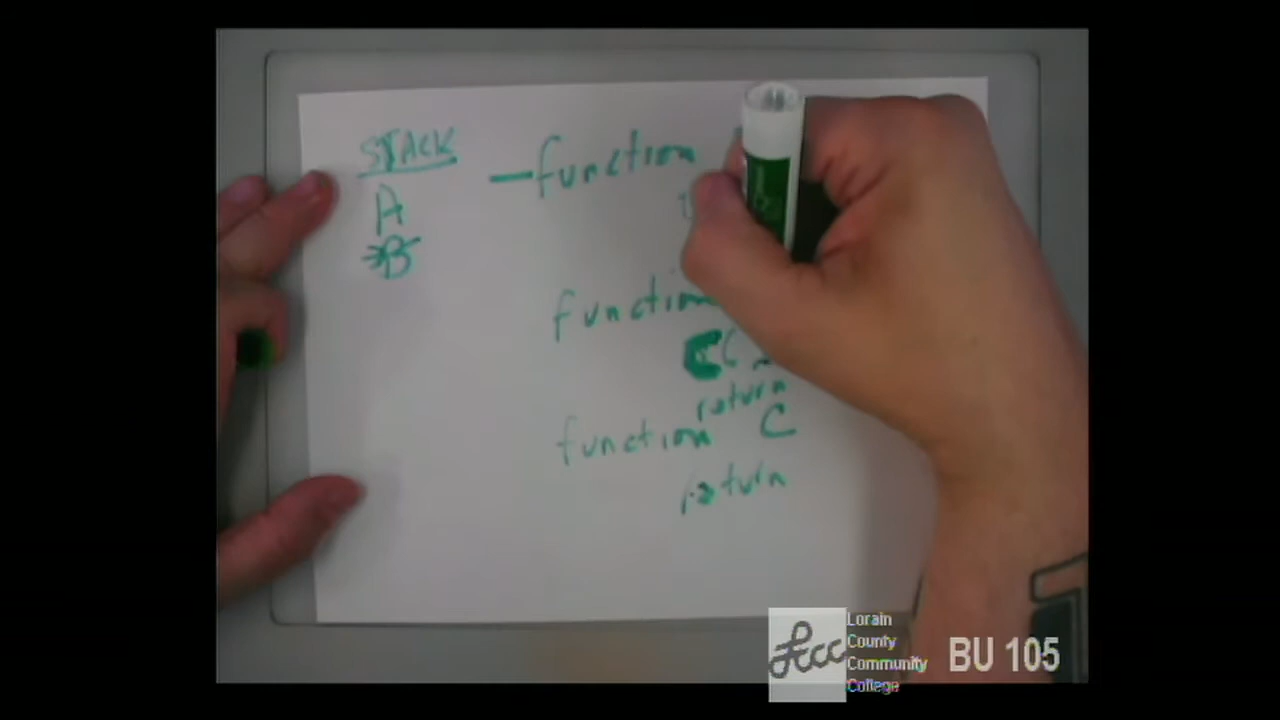 STACK
A
B
function
function
C
return
function C
return
Lorain
County
Community
College
BU 105